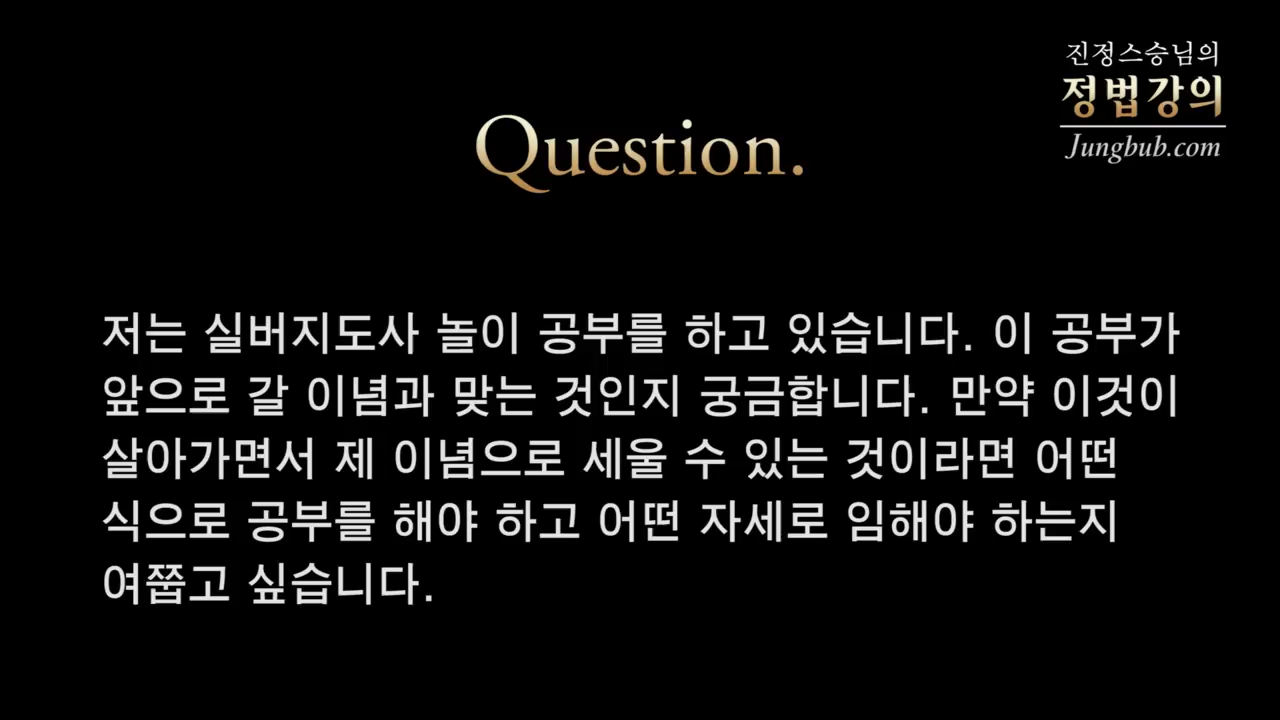 진정스승님의
정법강의
Jungbub.com
Question.
저는 실버지도사 놀이 공부를 하고 있습니다. 이 공부가
앞으로 갈 이념과 맞는 것인지 궁금합니다. 만약 이것이
살아가면서 제 이념으로 세울 수 있는 것이라면 어떤
식으로 공부를 해야 하고 어떤 자세로 임해야 하는지
여쭙고 싶습니다.